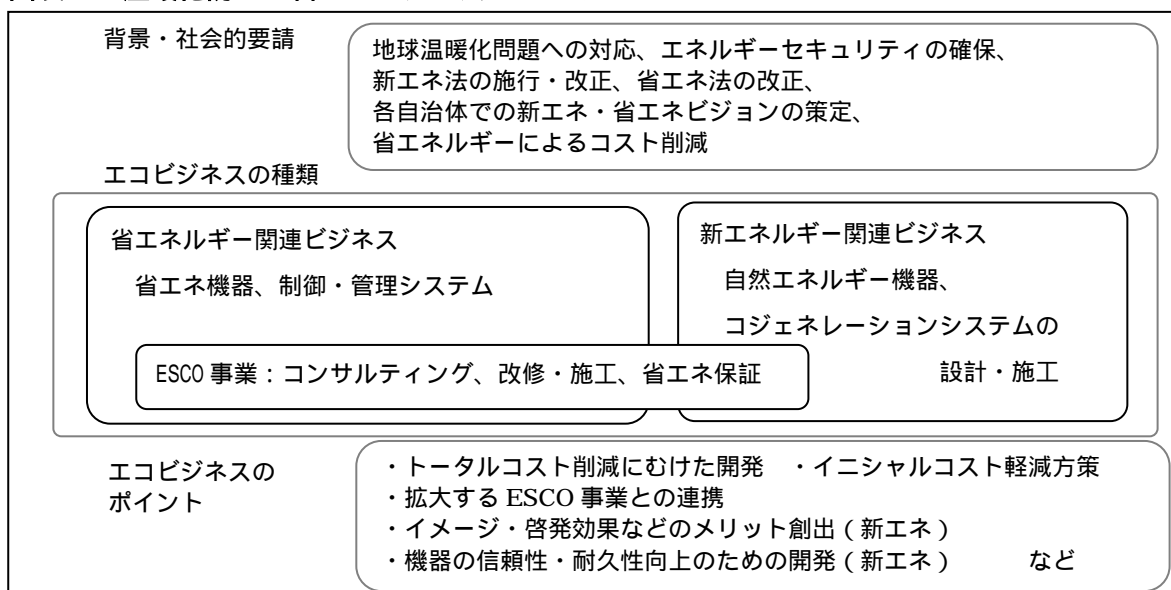 背景・社会的要請
地球温暖化問題への対応、エネルギーセキュリティの確保、
新エネ法の施行・改正、省エネ法の改正、
各自治体での新エネ・省エネビジョンの策定、
省エネルギーによるコスト削減
エコビジネスの種類
省エネルギー関連ビジネス
省エネ機器、制御・管理システム
新エネルギー関連ビジネス
自然エネルギー機器、
コジェネレーションシステムの
設計・施工
ESCO 事業：コンサルティング、改修・施工、省エネ保証
エコビジネスの
ポイント
・トータルコスト削減にむけた開発　・イニシャルコスト軽減方策
・拡大する ESCO 事業との連携
・イメージ・啓発効果などのメリット創出（新エネ）
・機器の信頼性・耐久性向上のための開発（新エネ）　など